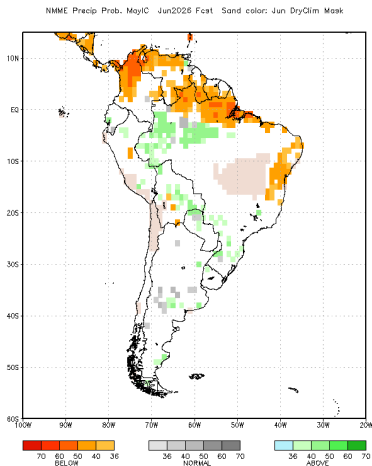 NMME Precip Prob. MayIC Jun2026 Fcst Sand color: Jun DryClim Mask
10N
EQ
10S
20S
30S
40S
50S
60S
100W 90W 80W 70W 60W 50W 40W 30W 20W
70 60 50 40 36 36 40 50 60 70 36 40 50 60 70
BELOW NORMAL ABOVE